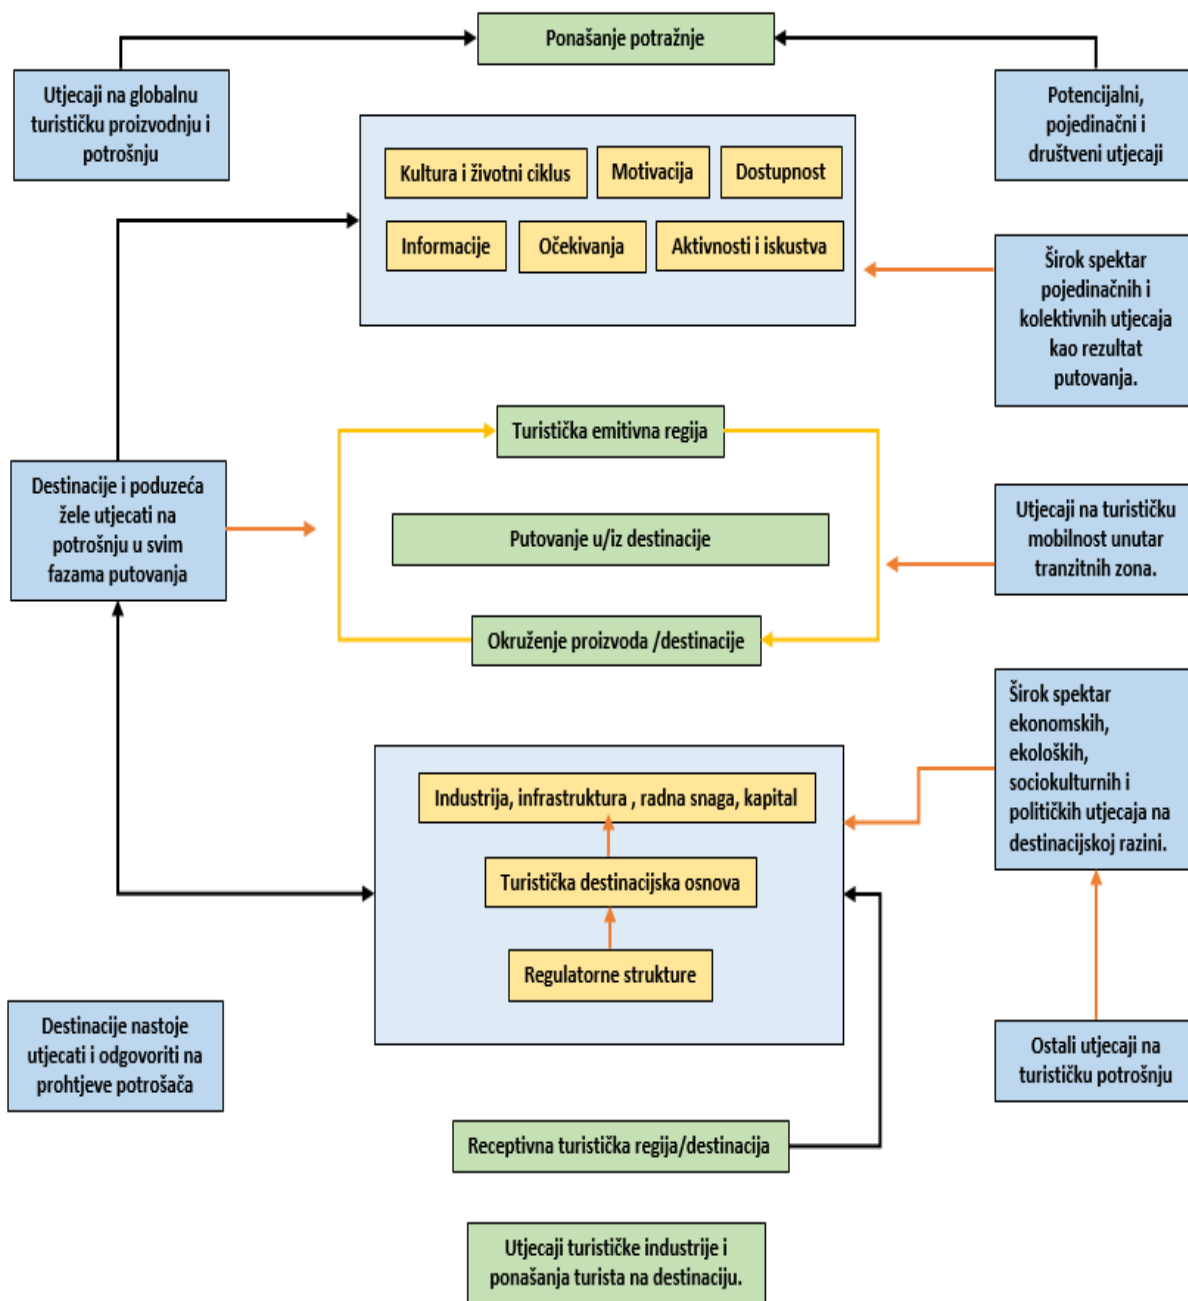 Ponašanje potražnje
Utjecaji na globalnu
turističku proizvodnju i
potrošnju
Potencijalni,
pojedinačni i
društveni utjecaji
Kultura i životni ciklus
Motivacija
Dostupnost
Informacije
Očekivanja
Aktivnosti i iskustva
Širok spektar
pojedinačnih i
kolektivnih utjecaja
kao rezultat
putovanja.
Turistička emitivna regija
Destinacije i poduzeća
žele utjecati na
potrošnju u svim
fazama putovanja
Putovanje u/iz destinacije
Utjecaji na turističku
mobilnost unutar
tranzitnih zona.
Okruženje proizvoda /destinacije
Širok spektar
ekonomskih,
ekoloških,
sociokulturnih i
političkih utjecaja na
destinacijskoj razini.
Industrija, infrastruktura , radna snaga, kapital
Turistička destinacijska osnova
Regulatorne strukture
Destinacije nastoje
utjecati i odgovoriti na
prohtjeve potrošača
Ostali utjecaji na
turističku potrošnju
Receptivna turistička regija/destinacija
Utjecaji turističke industrije i
ponašanja turista na destinaciju.